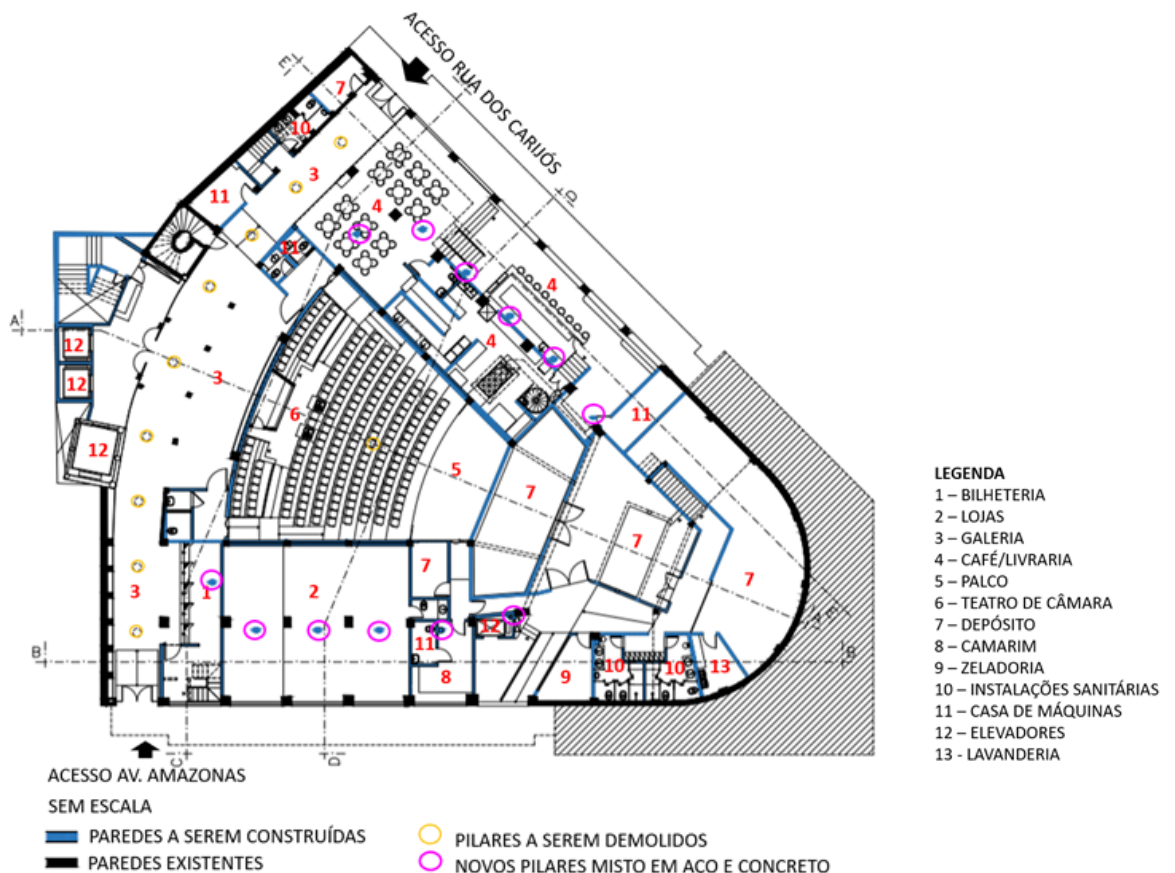 ACESSO RUA DOS CARIJÓS
E
7
10
3
11
4
D
11
4
A
12
12
3
4
6
11
12
5
7
7
7
3
1
2
7
12
11
B
8
9
10
10
13
A
E
B
C
D
LEGENDA
1 – BILHETERIA
2 – LOJAS
3 – GALERIA
4 – CAFÉ/LIVRARIA
5 – PALCO
6 – TEATRO DE CÂMARA
7 – DEPÓSITO
8 – CAMARIM
9 – ZELADORIA
10 – INSTALAÇÕES SANITÁRIAS
11 – CASA DE MÁQUINAS
12 – ELEVADORES
13 - LAVANDERIA
ACESSO AV. AMAZONAS
SEM ESCALA
PAREDES A SEREM CONSTRUÍDAS
PAREDES EXISTENTES
PILARES A SEREM DEMOLIDOS
NOVOS PILARES MISTO EM AÇO E CONCRETO